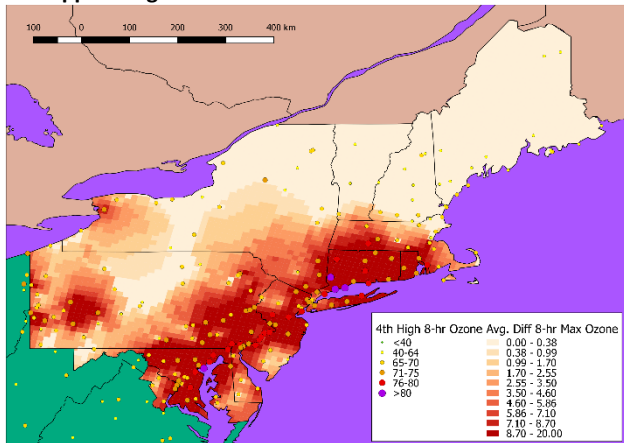 100 0 100 200 300 400 km
4th High 8-hr Ozone Avg. Diff 8-hr Max Ozone
<40 0.00 - 0.38
40-64 0.38 - 0.99
65-70 0.99 - 1.70
71-75 1.70 - 2.55
76-80 2.55 - 3.50
>80 3.50 - 4.60
4.60 - 5.86
5.86 - 7.10
7.10 - 8.70
8.70 - 20.00